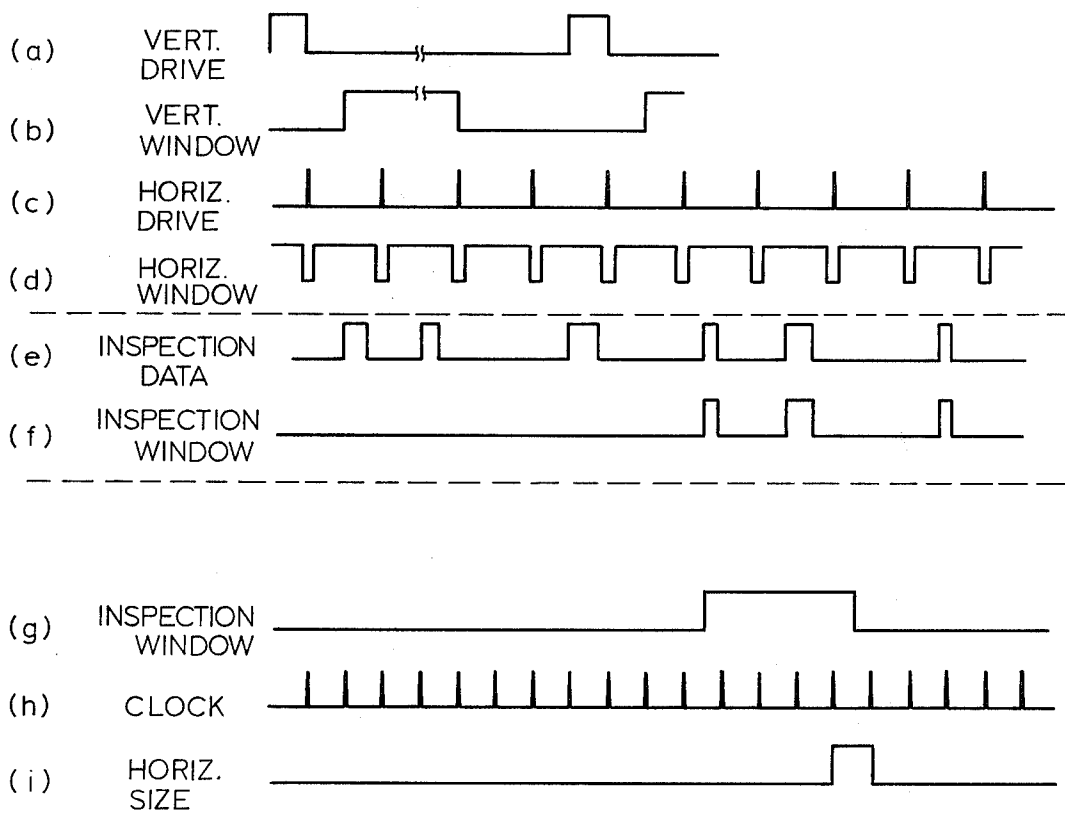 (a) VERT.
DRIVE
(b) VERT.
WINDOW
(c) HORIZ.
DRIVE
(d) HORIZ.
WINDOW
(e) INSPECTION
DATA
(f) INSPECTION
WINDOW
(g) INSPECTION
WINDOW
(h) CLOCK
(i) HORIZ.
SIZE